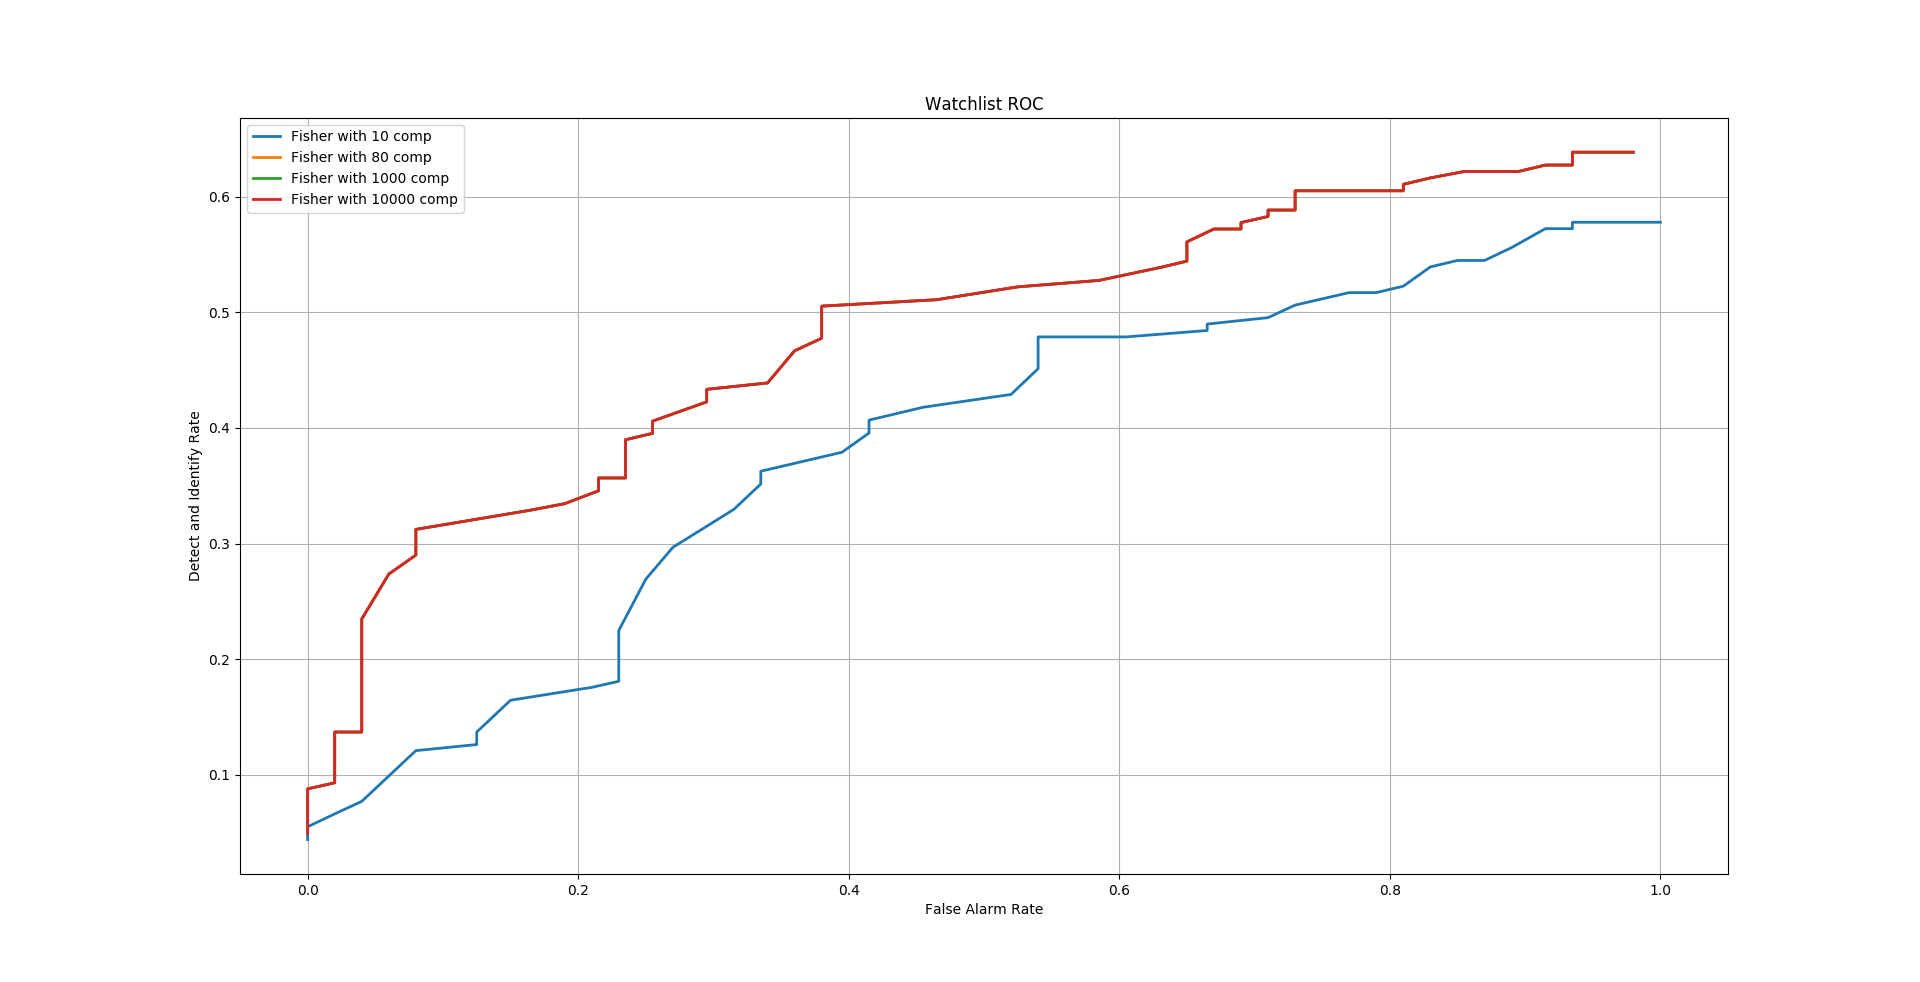 Watchlist ROC
Fisher with 10 comp
Fisher with 80 comp
Fisher with 1000 comp
Fisher with 10000 comp
Detect and Identify Rate
0.6
0.5
0.4
0.3
0.2
0.1
0.0 0.2 0.4 0.6 0.8 1.0
False Alarm Rate